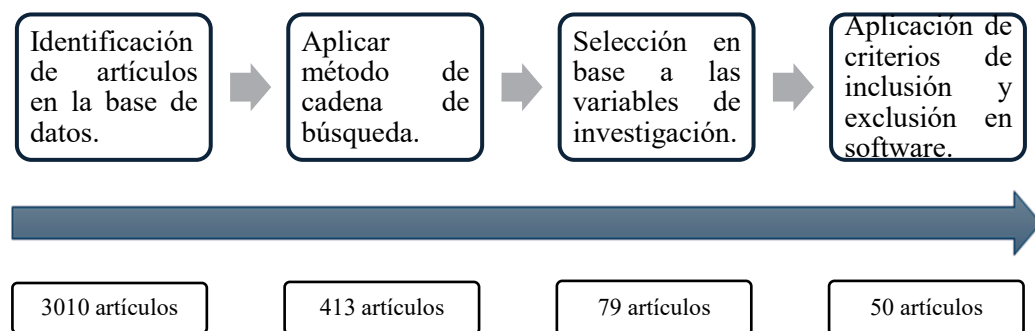 Identificación
de artículos
en la base de
datos.
Aplicar
método de
cadena de
búsqueda.
Selección en
base a las
variables de
investigación.
Aplicación de
criterios de
inclusión y
exclusión en
software.
3010 artículos
413 artículos
79 artículos
50 artículos